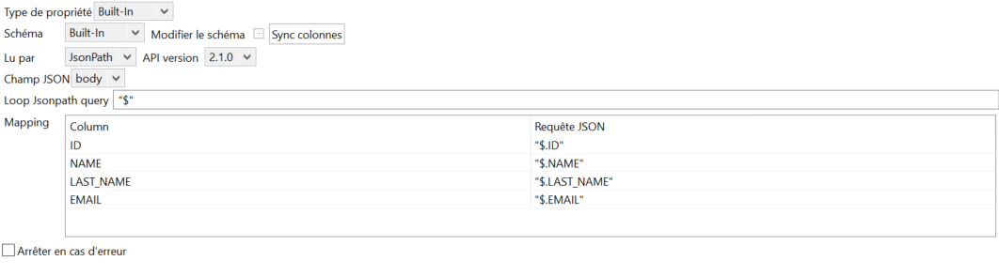 Type de propriété Built-In
Schéma Built-In Modifier le schéma ... Sync colonnes
Lu par JsonPath API version 2.1.0
Champ JSON body
Loop Jsonpath query "$"
Mapping
Column Requête JSON
ID "$.ID"
NAME "$.NAME"
LAST_NAME "$.LAST_NAME"
EMAIL "$.EMAIL"
Arrêter en cas d'erreur